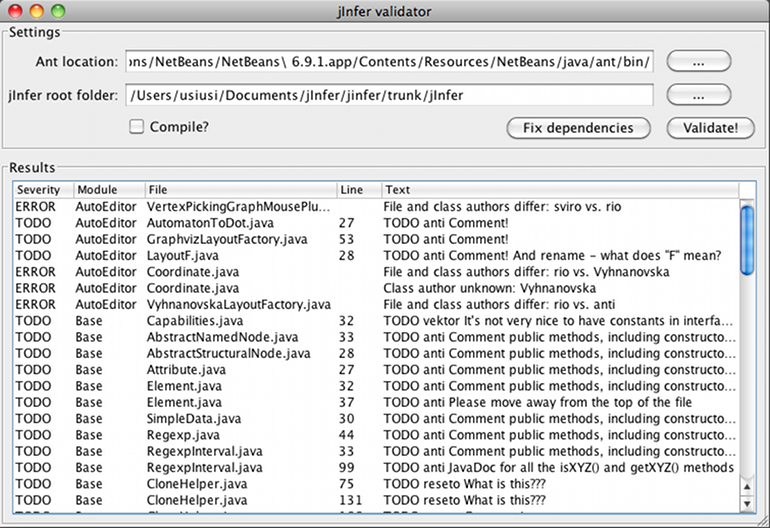 jInfer validator
Settings
Ant location: ons/NetBeans/NetBeans\ 6.9.1.app/Contents/Resources/NetBeans/java/ant/bin/ ...
jInfer root folder: /Users/usiusi/Documents/jInfer/jinfer/trunk/jInfer ...
Compile? Fix dependencies Validate!
Results
Severity Module File Line Text
ERROR AutoEditor VertexPickingGraphMousePlu... File and class authors differ: sviro vs. rio
TODO AutoEditor AutomatonToDot.java 27 TODO anti Comment!
TODO AutoEditor GraphvizLayoutFactory.java 53 TODO anti Comment!
TODO AutoEditor LayoutF.java 28 TODO anti Comment! And rename - what does "F" mean?
ERROR AutoEditor Coordinate.java File and class authors differ: rio vs. Vyhnanovska
ERROR AutoEditor Coordinate.java Class author unknown: Vyhnanovska
ERROR AutoEditor VyhnanovskaLayoutFactory.java File and class authors differ: rio vs. anti
TODO Base Capabilities.java 32 TODO vektor It's not very nice to have constants in interfa...
TODO Base AbstractNamedNode.java 33 TODO anti Comment public methods, including constructo...
TODO Base AbstractStructuralNode.java 28 TODO anti Comment public methods, including constructo...
TODO Base Attribute.java 27 TODO anti Comment public methods, including constructo...
TODO Base Element.java 32 TODO anti Comment public methods, including constructo...
TODO Base Element.java 37 TODO anti Please move away from the top of the file
TODO Base SimpleData.java 30 TODO anti Comment public methods, including constructo...
TODO Base Regexp.java 44 TODO anti Comment public methods, including constructo...
TODO Base RegexpInterval.java 33 TODO anti Comment public methods, including constructo...
TODO Base RegexpInterval.java 99 TODO anti JavaDoc for all the isXYZ() and getXYZ() methods
TODO Base CloneHelper.java 75 TODO reseto What is this???
TODO Base CloneHelper.java 131 TODO reseto What is this???